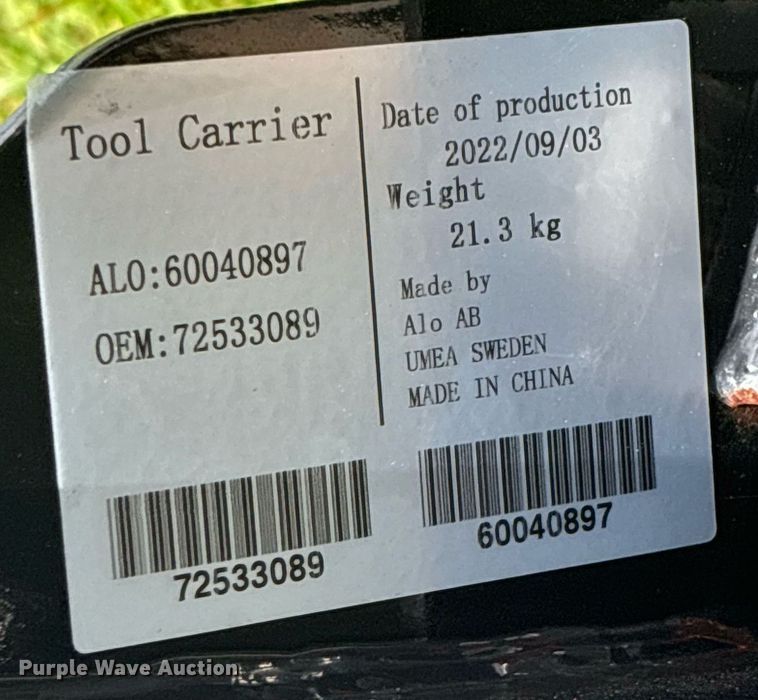 Tool Carrier
ALO:60040897
OEM:72533089
Date of production
2022/09/03
Weight
21.3 kg
Made by
Alo AB
UMEA SWEDEN
MADE IN CHINA
72533089
60040897
Purple Wave Auction